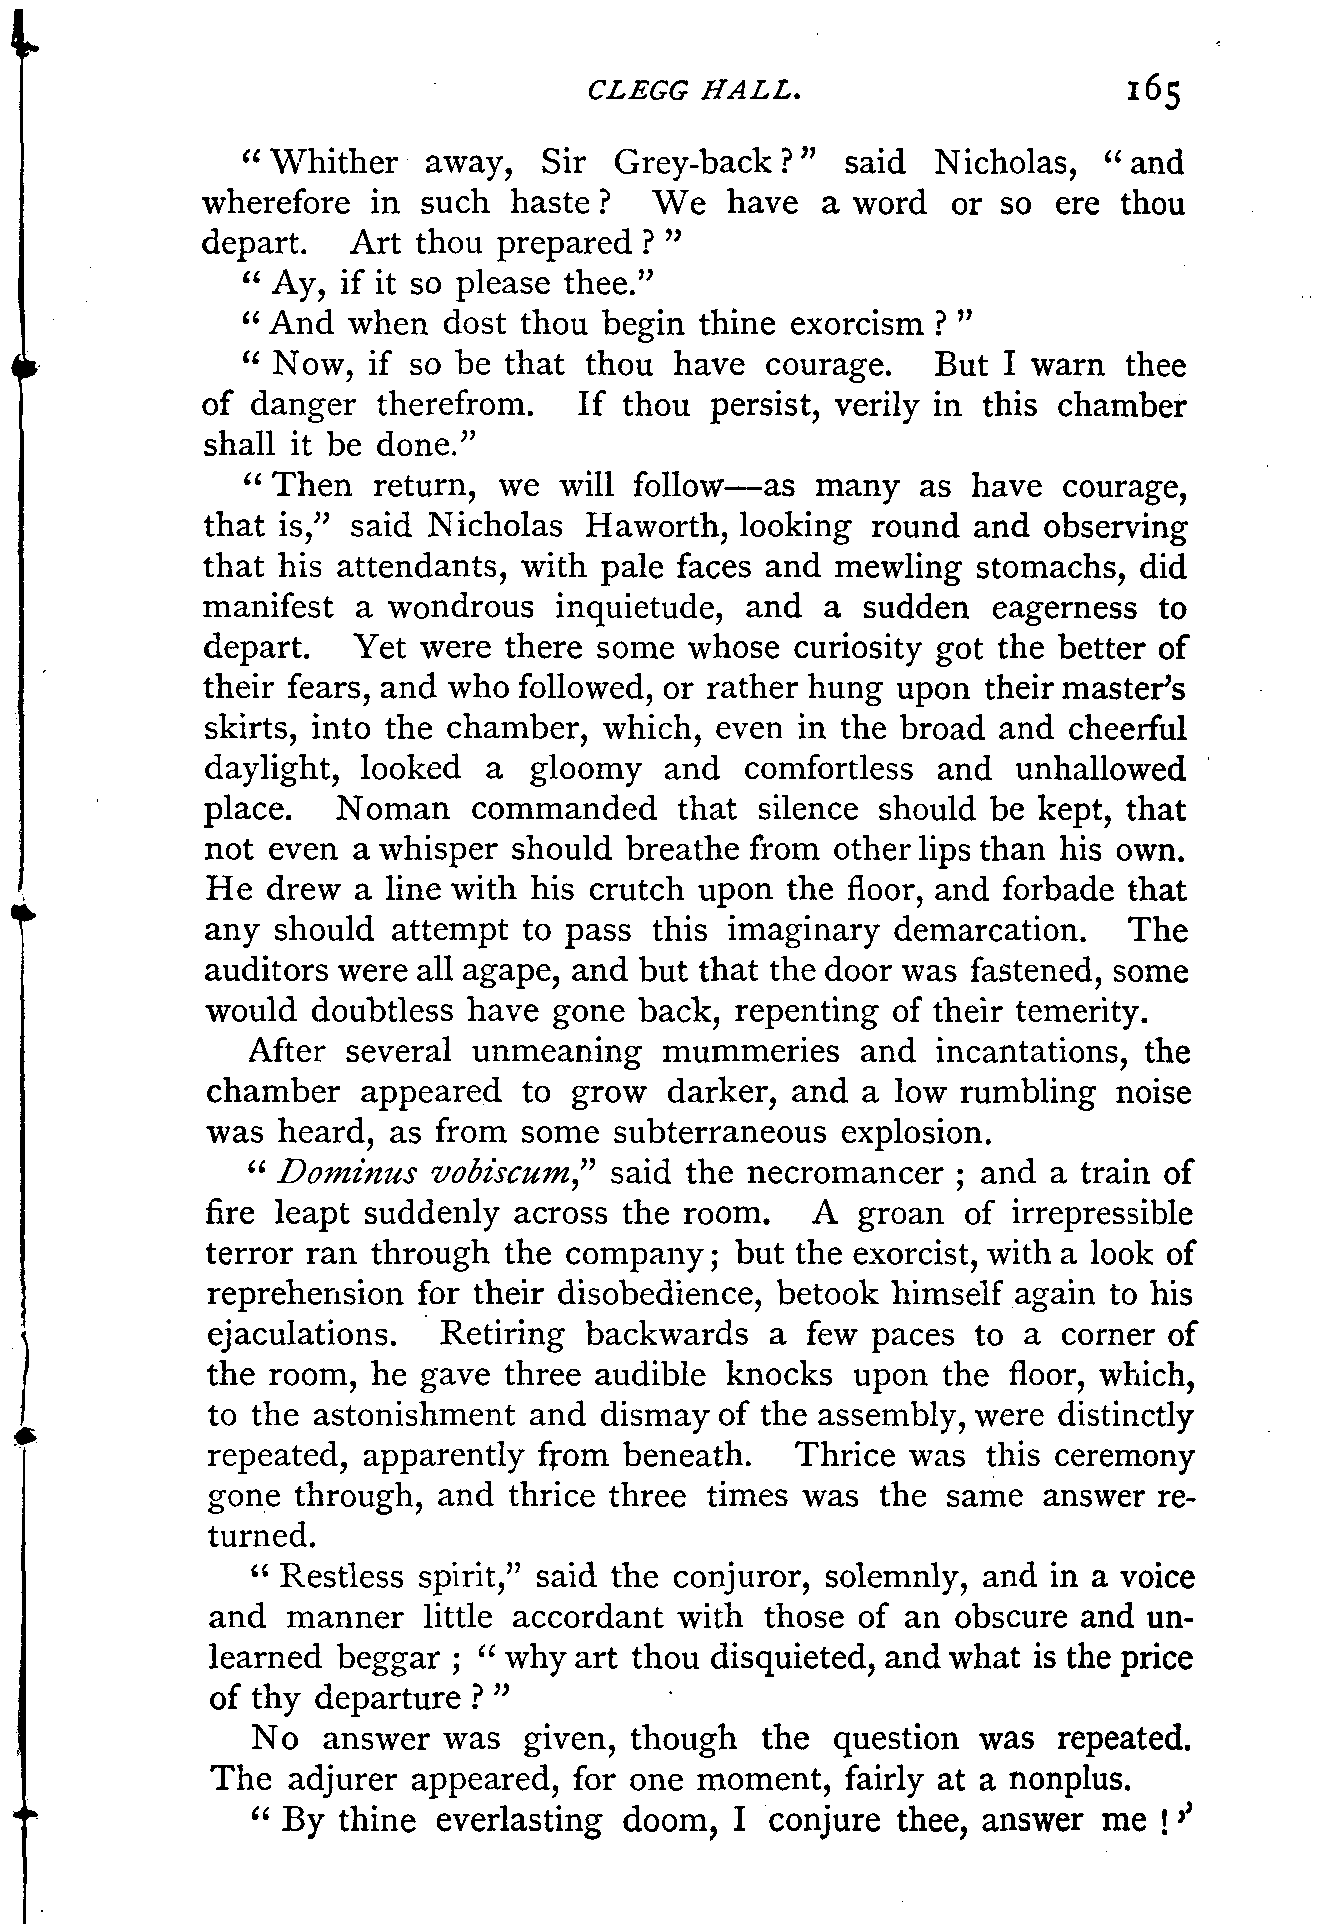 CLEGG HALL. 165
“Whither away, Sir Grey-back?” said Nicholas, “and
wherefore in such haste? We have a word or so ere thou
depart. Art thou prepared?”
“Ay, if it so please thee.”
“And when dost thou begin thine exorcism?”
“Now, if so be that thou have courage. But I warn thee
of danger therefrom. If thou persist, verily in this chamber
shall it be done.”
“Then return, we will follow—as many as have courage,
that is,” said Nicholas Haworth, looking round and observing
that his attendants, with pale faces and mewling stomachs, did
manifest a wondrous inquietude, and a sudden eagerness to
depart. Yet were there some whose curiosity got the better of
their fears, and who followed, or rather hung upon their master’s
skirts, into the chamber, which, even in the broad and cheerful
daylight, looked a gloomy and comfortless and unhallowed
place. Noman commanded that silence should be kept, that
not even a whisper should breathe from other lips than his own.
He drew a line with his crutch upon the floor, and forbade that
any should attempt to pass this imaginary demarcation. The
auditors were all agape, and but that the door was fastened, some
would doubtless have gone back, repenting of their temerity.
After several unmeaning mummeries and incantations, the
chamber appeared to grow darker, and a low rumbling noise
was heard, as from some subterraneous explosion.
“Dominus vobiscum,” said the necromancer; and a train of
fire leapt suddenly across the room. A groan of irrepressible
terror ran through the company; but the exorcist, with a look of
reprehension for their disobedience, betook himself again to his
ejaculations. Retiring backwards a few paces to a corner of
the room, he gave three audible knocks upon the floor, which,
to the astonishment and dismay of the assembly, were distinctly
repeated, apparently from beneath. Thrice was this ceremony
gone through, and thrice three times was the same answer re-
turned.
“Restless spirit,” said the conjuror, solemnly, and in a voice
and manner little accordant with those of an obscure and un-
learned beggar; “why art thou disquieted, and what is the price
of thy departure?”
No answer was given, though the question was repeated.
The adjurer appeared, for one moment, fairly at a nonplus.
“By thine everlasting doom, I conjure thee, answer me!”